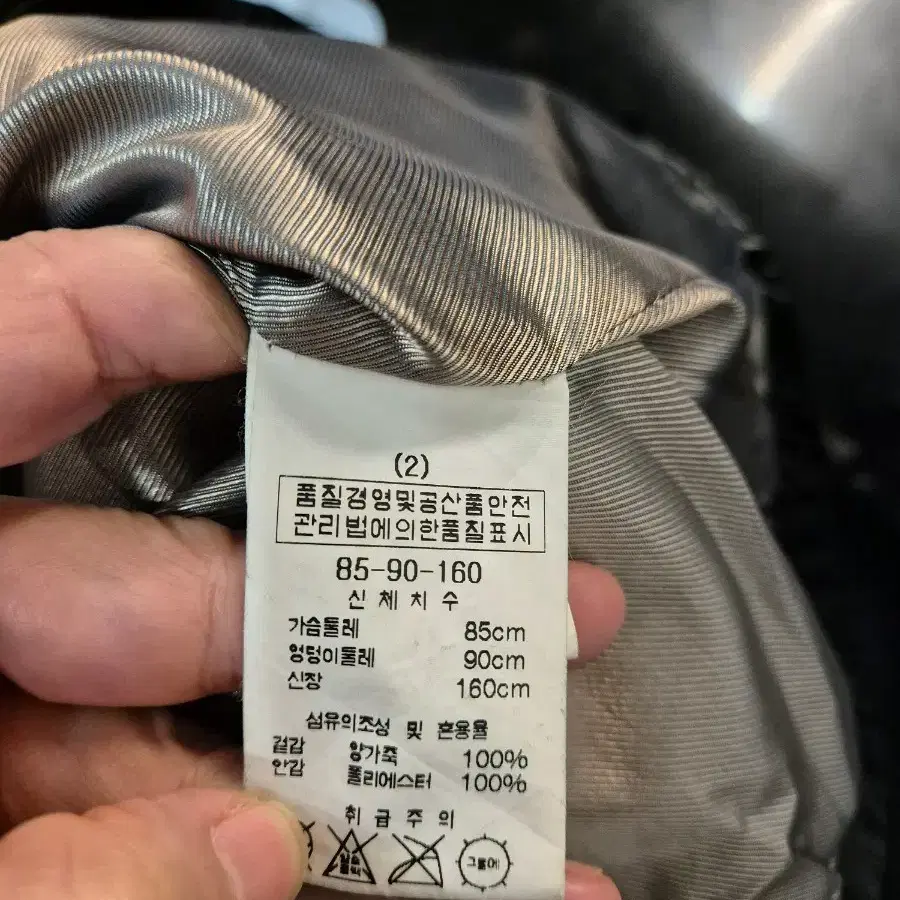 (2)
품질경영및공산품안전
관리법에의한품질표시
85-90-160
신체치수
가슴둘레 85cm
엉덩이둘레 90cm
신장 160cm
섬유의조성 및 혼용율
겉감 양가죽 100%
안감 폴리에스터 100%
취급주의
그늘에